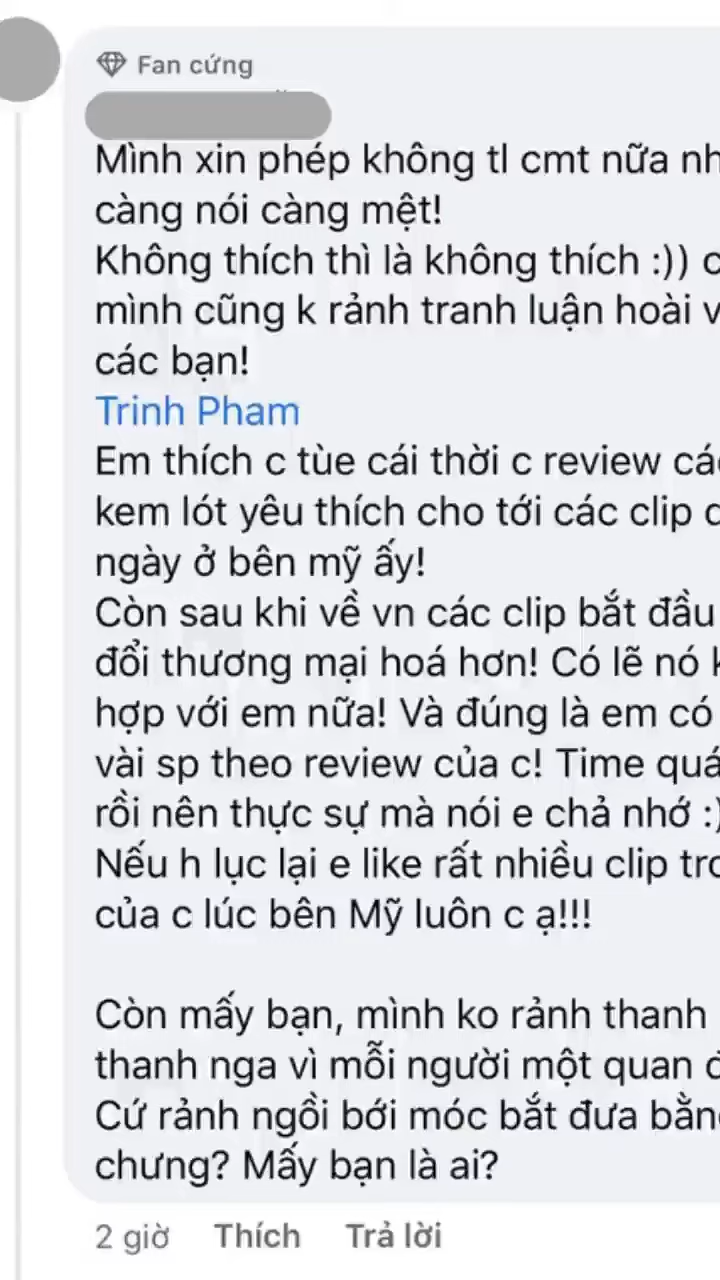 Fan cứng
Mình xin phép không tl cmt nữa
càng nói càng mệt!
Không thích thì là không thích :))
mình cũng k rảnh tranh luận hoài
các bạn!
Trinh Pham
Em thích c tùe cái thời c review
kem lót yêu thích cho tới các clip
ngày ở bên mỹ ấy!
Còn sau khi về vn các clip bắt đầu
đổi thương mại hoá hơn! Có lẽ nó
hợp với em nữa! Và đúng là em có
vài sp theo review của c! Time quá
rồi nên thực sự mà nói e chả nhớ :)
Nếu h lục lại e like rất nhiều clip
của c lúc bên Mỹ luôn c ạ!!!
Còn mấy bạn, mình ko rảnh thanh
thanh nga vì mỗi người một quan
Cứ rảnh ngồi bới móc bắt đưa
chưng? Mấy bạn là ai?
2 giờ Thích Trả lời